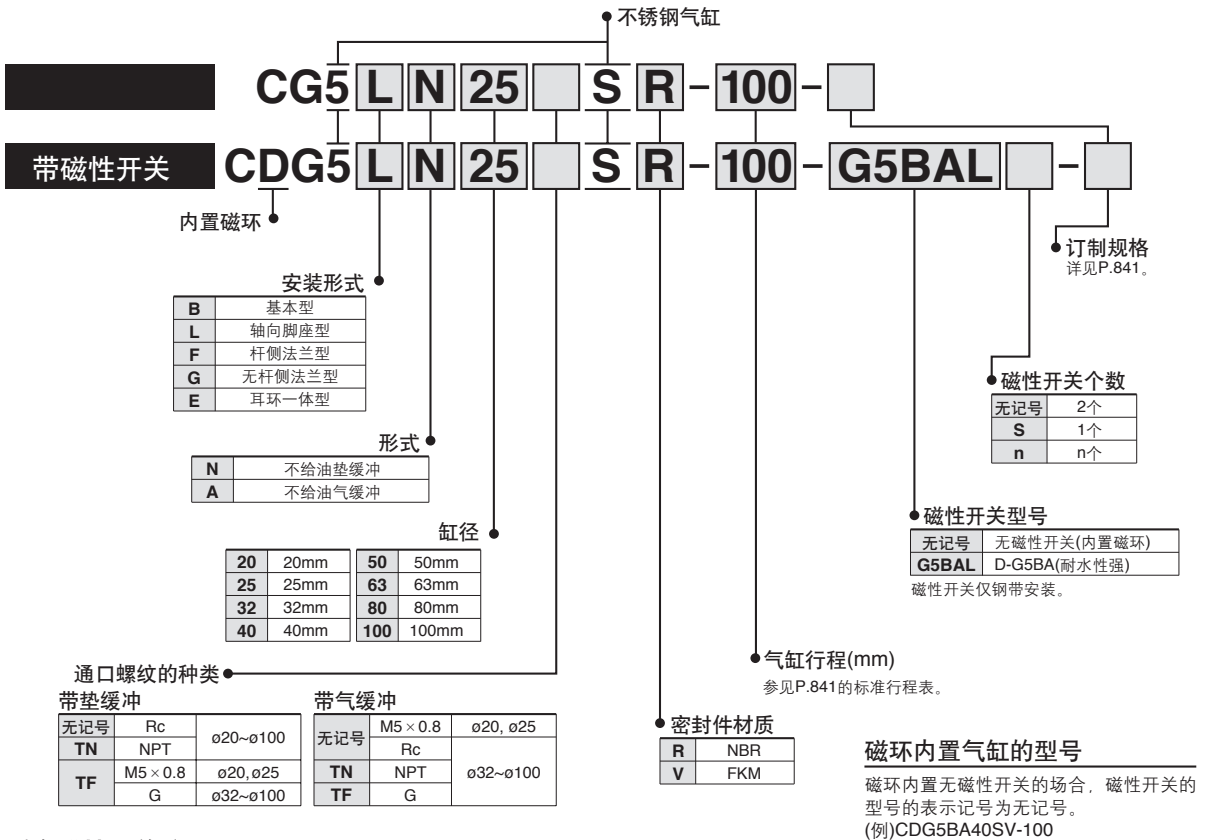 不锈钢气缸
CG5 L N 25 S R - 100 -
带磁性开关 CDG5 L N 25 S R - 100 - G5BAL -
内置磁环
订制规格
详见P.841。
安装形式
B 基本型
L 轴向脚座型
F 杆侧法兰型
G 无杆侧法兰型
E 耳环一体型
磁性开关个数
无记号 2个
S 1个
n n个
形式
N 不给油垫缓冲
A 不给油气缓冲
磁性开关型号
无记号 无磁性开关(内置磁环)
G5BAL D-G5BA(耐水性强)
磁性开关仅钢带安装。
缸径
20 20mm 50 50mm
25 25mm 63 63mm
32 32mm 80 80mm
40 40mm 100 100mm
气缸行程(mm)
参见P.841的标准行程表。
通口螺纹的种类
带垫缓冲
无记号 Rc ø20~ø100
TN NPT
TF M5×0.8 ø20,ø25
G ø32~ø100
带气缓冲
无记号 M5×0.8 ø20, ø25
Rc ø32~ø100
TN NPT
TF G
密封件材质
R NBR
V FKM
磁环内置气缸的型号
磁环内置无磁性开关的场合，磁性开关的
型号的表示记号为无记号。
(例)CDG5BA40SV-100